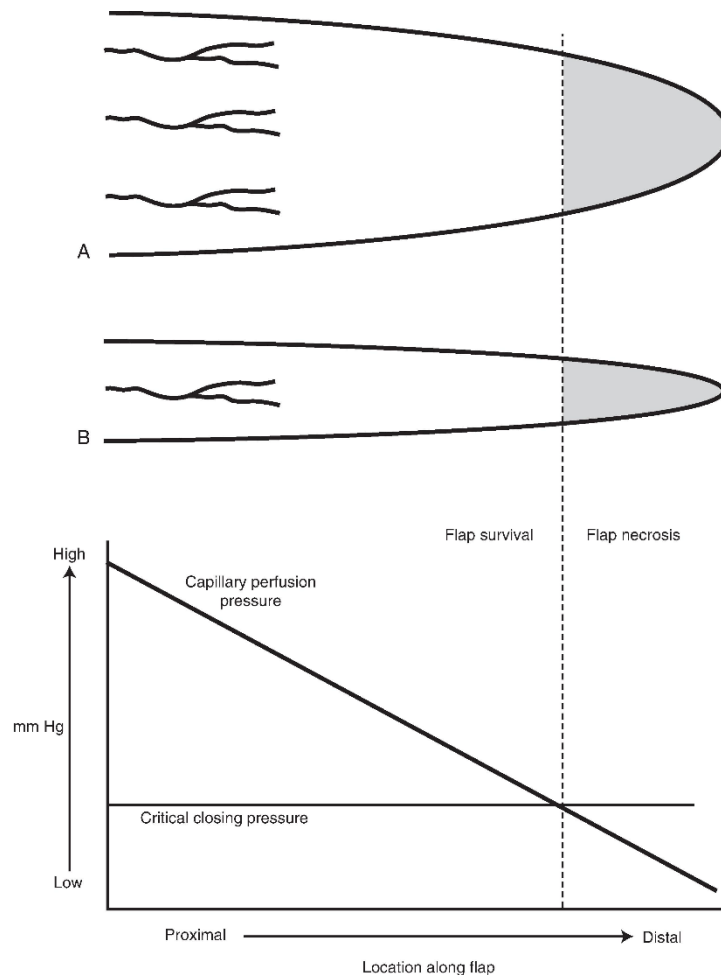 A
B
Flap survival
Flap necrosis
High
Capillary perfusion
pressure
mm Hg
Critical closing pressure
Low
Proximal
Distal
Location along flap